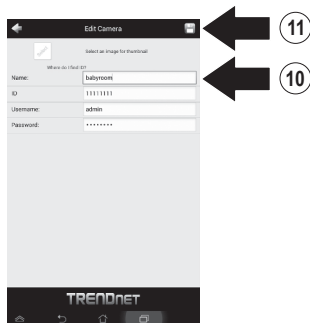 Edit Camera
11
Select an image for thumbnail
Where do I find ID?
Name: babyroom
10
ID 11111111
Username: admin
Password: ••••••••
TRENDnet